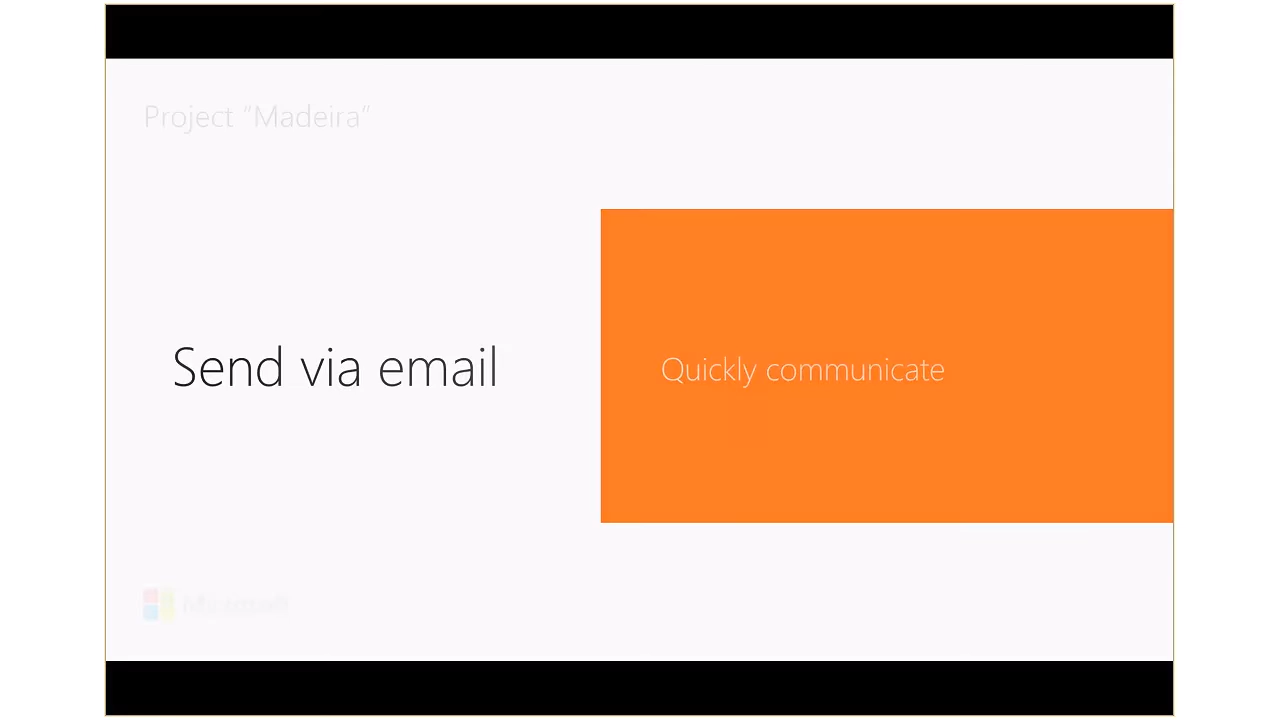 Project “Madeira”
Send via email
Quickly communicate
Microsoft